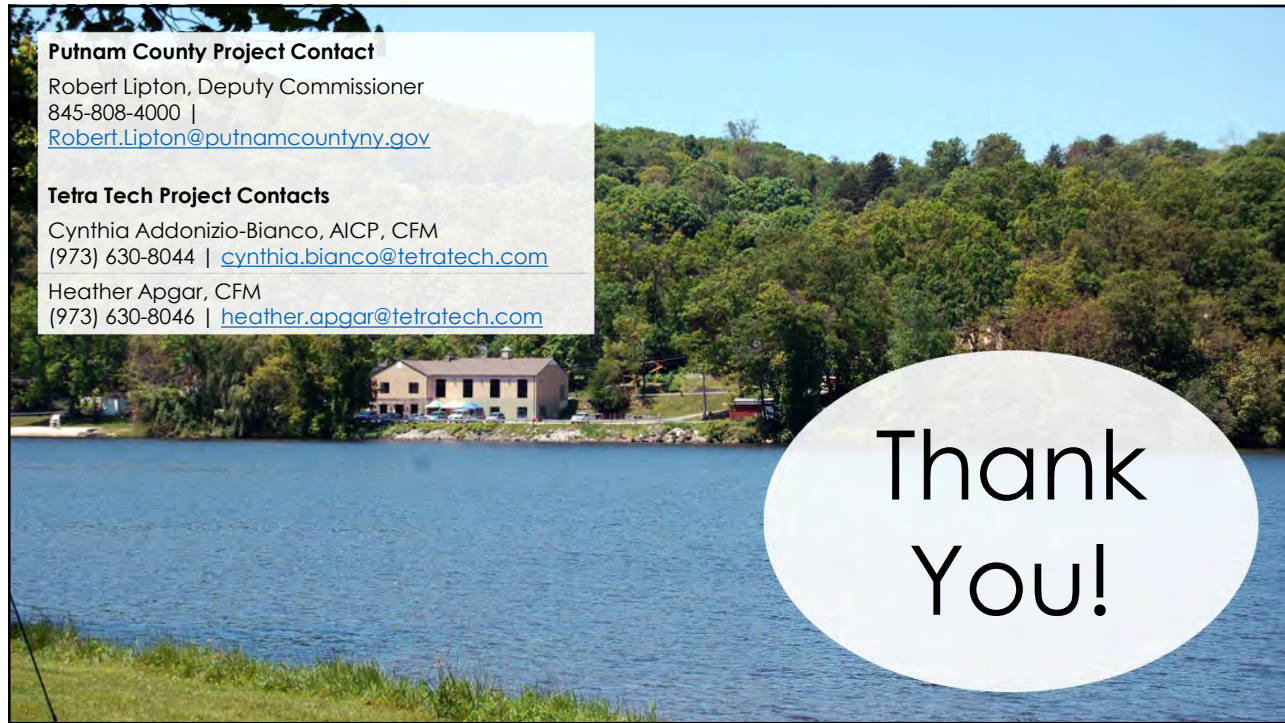 Putnam County Project Contact
Robert Lipton, Deputy Commissioner
845-808-4000 |
Robert.Lipton@putnamcountyny.gov
Tetra Tech Project Contacts
Cynthia Addonizio-Bianco, AICP, CFM
(973) 630-8044 | cynthia.bianco@tetratech.com
Heather Apgar, CFM
(973) 630-8046 | heather.apgar@tetratech.com
Thank
You!